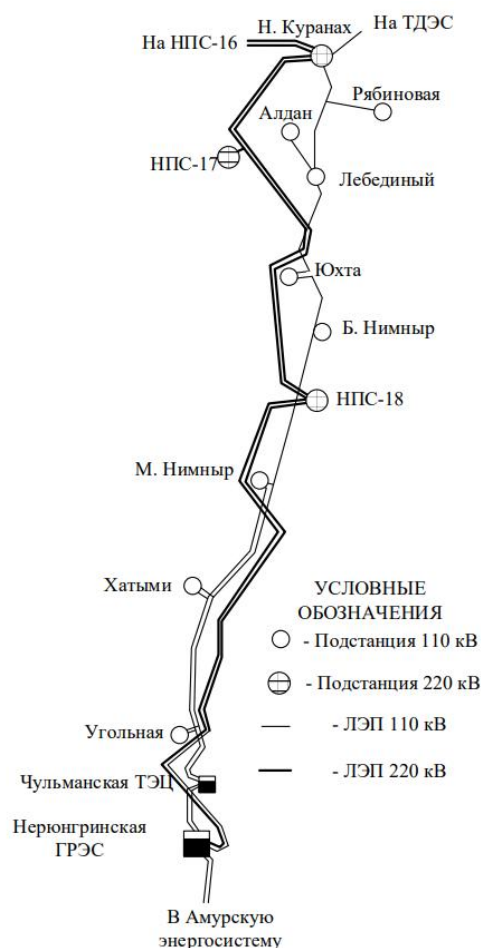 Н. Куранах
На ТДЭС
На НПС-16
Рябиновая
Алдан
НПС-17
Лебединый
Юхта
Б. Нимныр
НПС-18
М. Нимныр
Хатыми
УСЛОВНЫЕ
ОБОЗНАЧЕНИЯ
- Подстанция 110 кВ
- Подстанция 220 кВ
Угольная
- ЛЭП 110 кВ
- ЛЭП 220 кВ
Чульманская ТЭЦ
Нерюнгринская
ГРЭС
В Амурскую
энергосистему